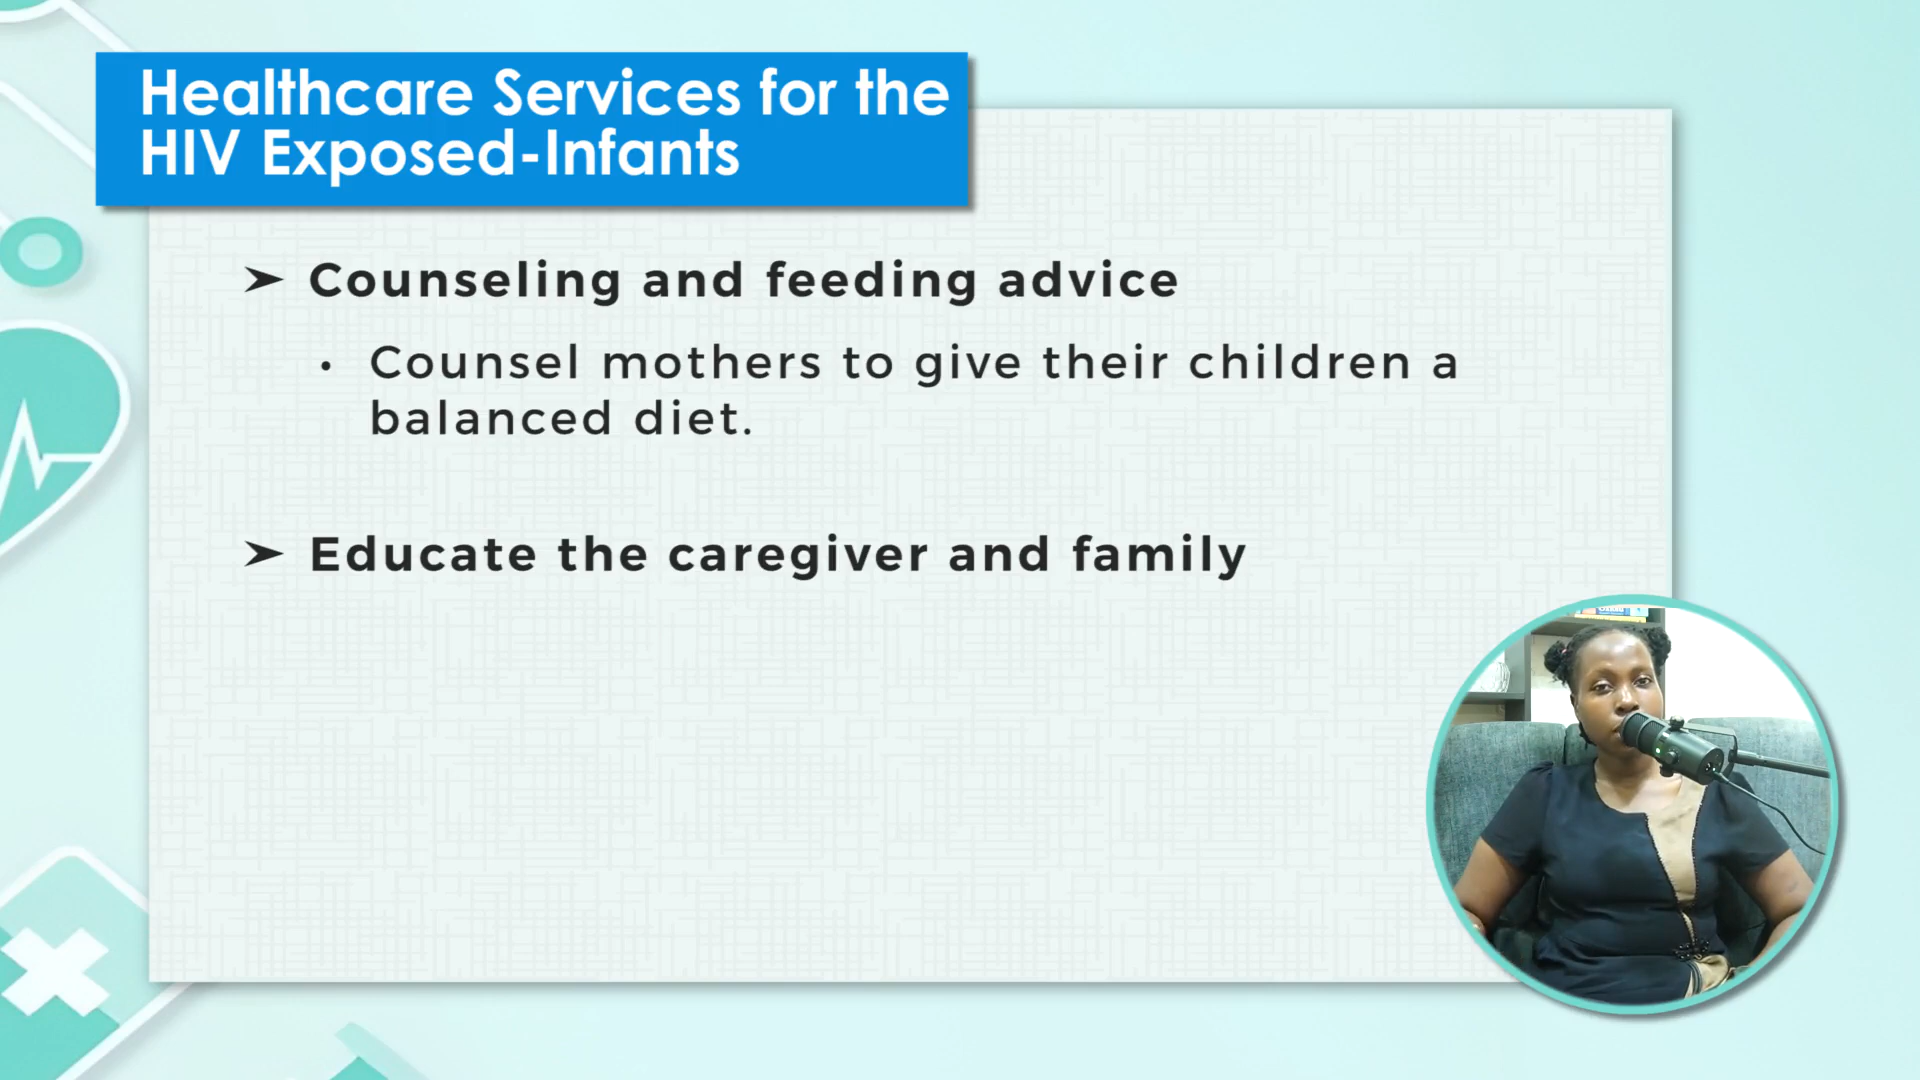 Healthcare Services for the
HIV Exposed-Infants
➤ Counseling and feeding advice
• Counsel mothers to give their children a
balanced diet.
➤ Educate the caregiver and family